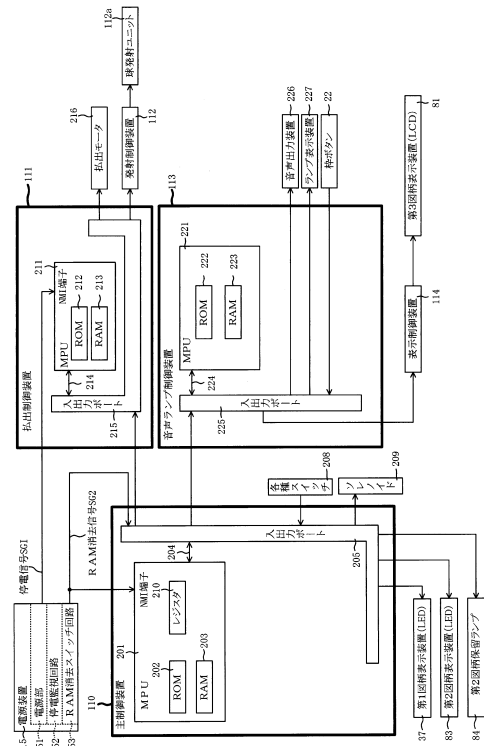 112a
球発射ユニット
216
払出モータ
112
発射制御装置
111
払出制御装置
211
NMI端子
212
ROM
213
RAM
MPU
214
入出力ポート
215
113
音声ランプ制御装置
221
222
ROM
223
RAM
MPU
224
入出力ポート
225
226
音声出力装置
227
ランプ表示装置
22
枠ボタン
81
第3図柄表示装置(LCD)
114
表示制御装置
停電信号SG1
RAM消去信号SG2
電源装置
電源部
停電監視回路
RAM消去スイッチ回路
110
主制御装置
201
NMI端子
210
レジスタ
202
ROM
203
RAM
MPU
204
入出力ポート
205
208
各種スイッチ
209
ソレノイド
37
第1図柄表示装置(LED)
83
第2図柄表示装置(LED)
84
第2図柄保留ランプ